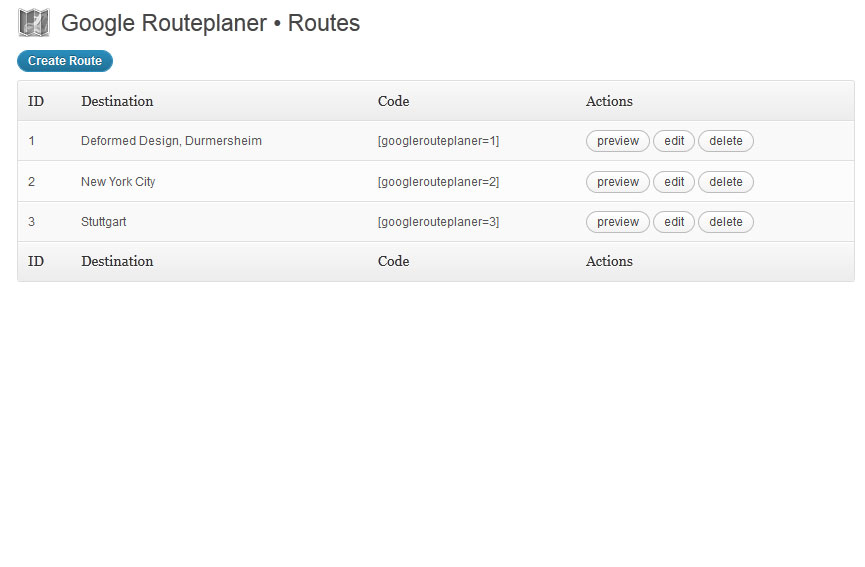 Google Routeplaner • Routes
Create Route
ID Destination Code Actions
1 Deformed Design, Durmersheim [googlerouteplaner=1] preview edit delete
2 New York City [googlerouteplaner=2] preview edit delete
3 Stuttgart [googlerouteplaner=3] preview edit delete
ID Destination Code Actions